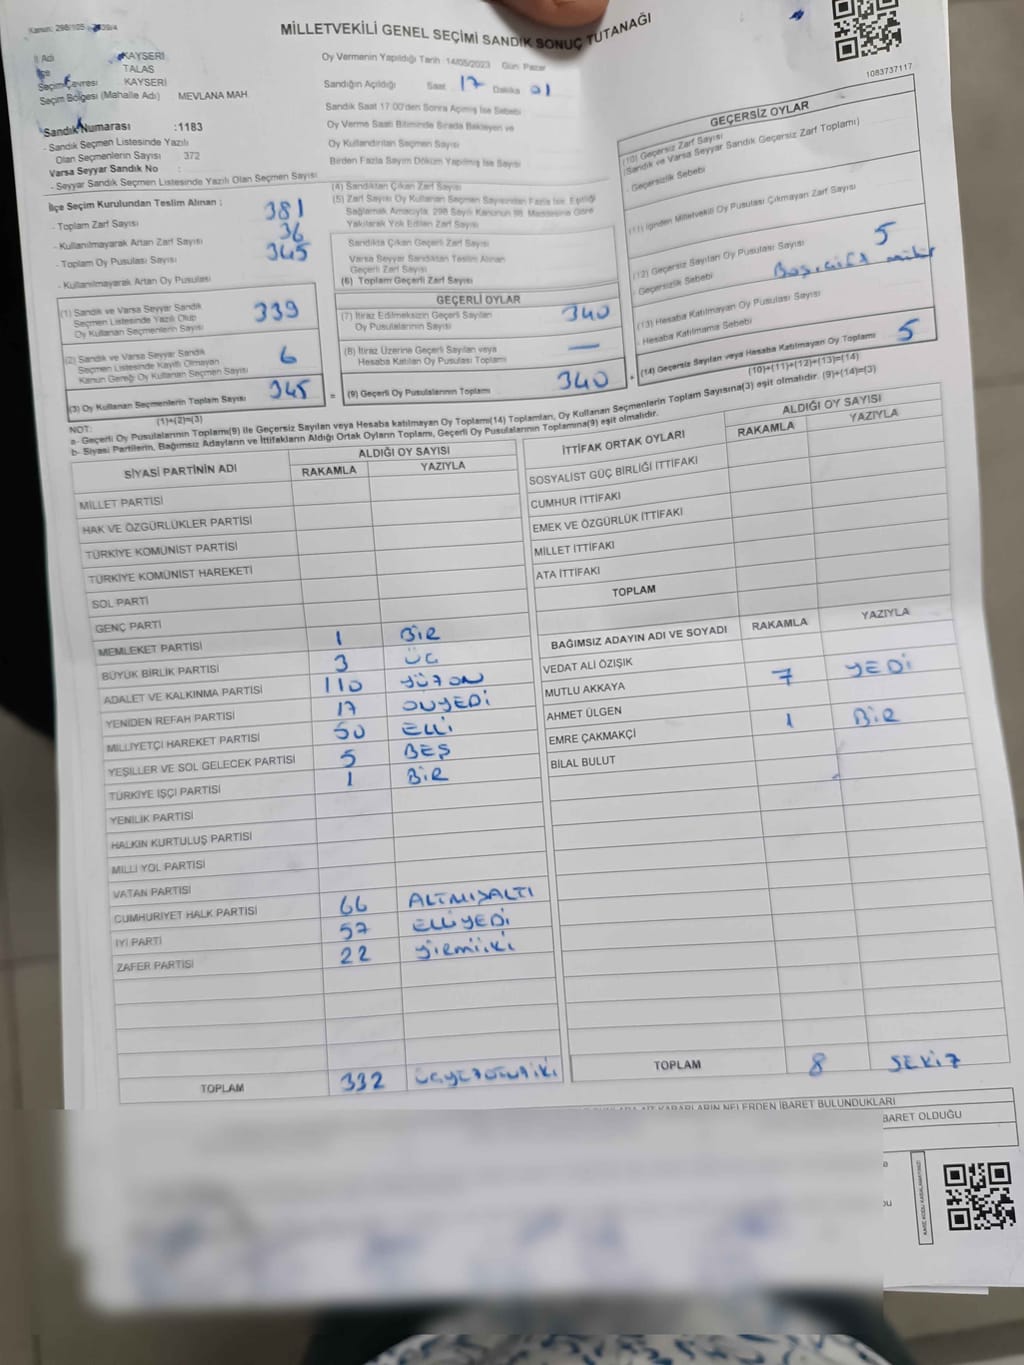 Kanun: 298/105
MİLLETVEKİLİ GENEL SEÇİMİ SANDIK SONUÇ TUTANAĞI
1083737117
İl Adı KAYSERİ
İlçe TALAS
Seçim Çevresi KAYSERİ
Seçim Bölgesi (Mahalle Adı) MEVLANA MAH.
Sandık Numarası :1183
- Sandık Seçmen Listesinde Yazılı
Olan Seçmenlerin Sayısı : 372
Varsa Seyyar Sandık No
- Seyyar Sandık Seçmen Listesinde Yazılı Olan Seçmen Sayısı
İlçe Seçim Kurulundan Teslim Alınan :
- Toplam Zarf Sayısı 381
- Kullanılmayarak Artan Zarf Sayısı 36
- Toplam Oy Pusulası Sayısı 345
- Kullanılmayarak Artan Oy Pusulası
(1) Sandık ve Varsa Seyyar Sandık
Seçmen Listesinde Yazılı Olup
Oy Kullanan Seçmenlerin Sayısı 339
(2) Sandık ve Varsa Seyyar Sandık
Seçmen Listesinde Kayıtlı Olmayan
Kanun Gereği Oy Kullanan Seçmen Sayısı 6
(3) Oy Kullanan Seçmenlerin Toplam Sayısı 345
(1)+(2)=(3)
Oy Vermenin Yapıldığı Tarih :14/05/2023 Gün: Pazar
Sandığın Açıldığı Saat 17 Dakika 01
Sandık Saat 17.00'den Sonra Açılmış İse Sebebi
Oy Verme Saati Bitiminde Sırada Bekleyen ve
Oy Kullandırılan Seçmen Sayısı
Birden Fazla Sayım Döküm Yapılmış İse Sayısı
(4) Sandıktan Çıkan Zarf Sayısı
(5) Zarf Sayısı Oy Kullanan Seçmen Sayısından Fazla İse, Eşitliği
Sağlamak Amacıyla, 298 Sayılı Kanunun 98. Maddesine Göre
Yakılarak Yok Edilen Zarf Sayısı
Sandıkta Çıkan Geçerli Zarf Sayısı
Varsa Seyyar Sandıktan Teslim Alınan
Geçerli Zarf Sayısı
(6) Toplam Geçerli Zarf Sayısı
GEÇERLİ OYLAR
(7) İtiraz Edilmeksizin Geçerli Sayılan
Oy Pusulalarının Sayısı 340
(8) İtiraz Üzerine Geçerli Sayılan veya
Hesaba Katılan Oy Pusulası Toplamı —
= (9) Geçerli Oy Pusulalarının Toplamı 340 +
GEÇERSİZ OYLAR
(10) Geçersiz Zarf Sayısı
(Sandık ve Varsa Seyyar Sandık Geçersiz Zarf Toplamı)
- Geçersizlik Sebebi
(11) İçinden Milletvekili Oy Pusulası Çıkmayan Zarf Sayısı
(12) Geçersiz Sayılan Oy Pusulası Sayısı 5
- Geçersizlik Sebebi
(13) Hesaba Katılmayan Oy Pusulası Sayısı
- Hesaba Katılmama Sebebi
(14) Geçersiz Sayılan veya Hesaba Katılmayan Oy Toplamı 5
(10)+(11)+(12)+(13)=(14)
NOT:
a- Geçerli Oy Pusulalarının Toplamı(9) ile Geçersiz Sayılan veya Hesaba Katılmayan Oy Toplamı(14) Toplamları, Oy Kullanan Seçmenlerin Toplam Sayısına(3) eşit olmalıdır. (9)+(14)=(3)
b- Siyasi Partilerin, Bağımsız Adayların ve İttifakların Aldığı Ortak Oyların Toplamı, Geçerli Oy Pusulalarının Toplamına(9) eşit olmalıdır.
SİYASİ PARTİNİN ADI
ALDIĞI OY SAYISI
RAKAMLA YAZIYLA
MİLLET PARTİSİ
HAK VE ÖZGÜRLÜKLER PARTİSİ
TÜRKİYE KOMÜNİST PARTİSİ
TÜRKİYE KOMÜNİST HAREKETİ
SOL PARTİ
GENÇ PARTİ
MEMLEKET PARTİSİ 1 BİR
BÜYÜK BİRLİK PARTİSİ 3 ÜÇ
ADALET VE KALKINMA PARTİSİ 110 YÜZON
YENİDEN REFAH PARTİSİ 17 ONYEDİ
MİLLİYETÇİ HAREKET PARTİSİ 50 ELLİ
YEŞİLLER VE SOL GELECEK PARTİSİ 5 BEŞ
TÜRKİYE İŞÇİ PARTİSİ 1 BİR
YENİLİK PARTİSİ
HALKIN KURTULUŞ PARTİSİ
MİLLİ YOL PARTİSİ
VATAN PARTİSİ
CUMHURİYET HALK PARTİSİ 66 ALTMIŞALTI
İYİ PARTİ 57 ELLİYEDİ
ZAFER PARTİSİ 22 YİRMİİKİ
TOPLAM 332 ÜÇYÜZOTUZİKİ
İTTİFAK ORTAK OYLARI
ALDIĞI OY SAYISI
RAKAMLA YAZIYLA
SOSYALİST GÜÇ BİRLİĞİ İTTİFAKI
CUMHUR İTTİFAKI
EMEK VE ÖZGÜRLÜK İTTİFAKI
MİLLET İTTİFAKI
ATA İTTİFAKI
TOPLAM
BAĞIMSIZ ADAYIN ADI VE SOYADI RAKAMLA YAZIYLA
VEDAT ALİ ÖZIŞIK
MUTLU AKKAYA 7 YEDİ
AHMET ÜLGEN
EMRE ÇAKMAKÇI 1 BİR
BİLAL BULUT
TOPLAM 8 SEKİZ
KARARLARIN NELERDEN İBARET BULUNDUKLARI
İBARET OLDUĞU